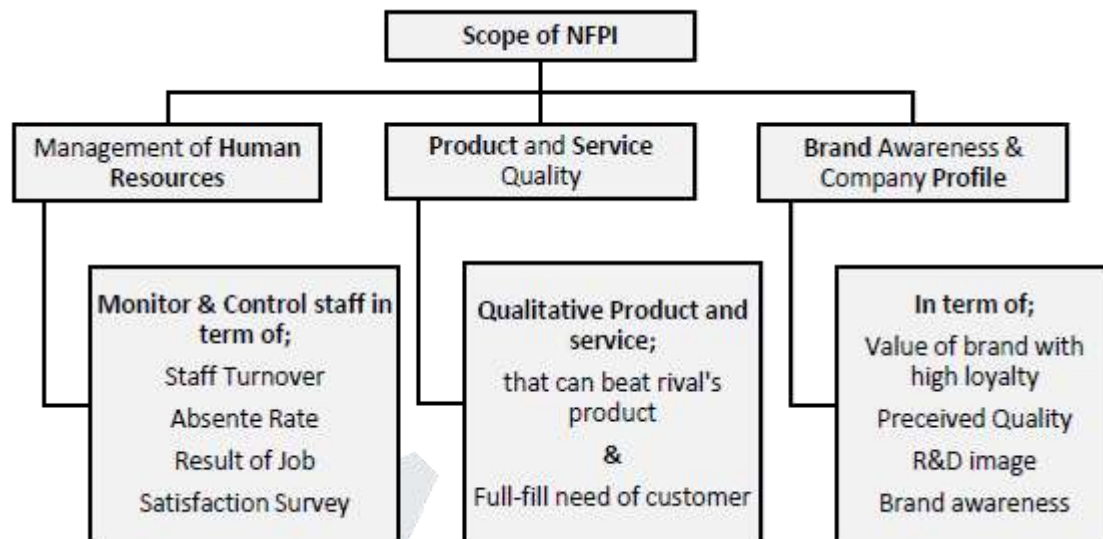 Scope of NFPI
Management of Human
Resources
Product and Service
Quality
Brand Awareness &
Company Profile
Monitor & Control staff in
term of;
Staff Turnover
Absente Rate
Result of Job
Satisfaction Survey
Qualitative Product and
service;
that can beat rival's
product
&
Full-fill need of customer
In term of;
Value of brand with
high loyalty
Preceived Quality
R&D image
Brand awareness